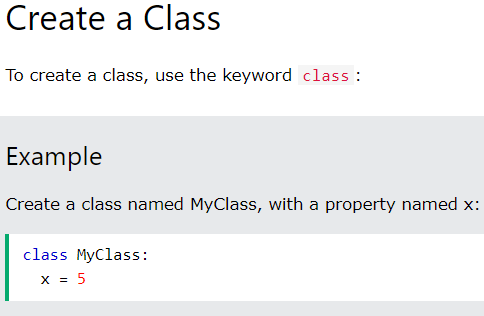 Create a Class
To create a class, use the keyword class:
Example
Create a class named MyClass, with a property named x:
class MyClass:
  x = 5